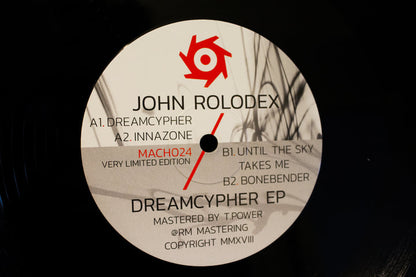 JOHN ROLODEX
A1. DREAMCYPHER
A2. INNAZONE
MACH024
VERY LIMITED EDITION
B1. UNTIL THE SKY
TAKES ME
B2. BONEBENDER
DREAMCYPHER EP
MASTERED BY T.POWER
@RM MASTERING
COPYRIGHT MMXVIII